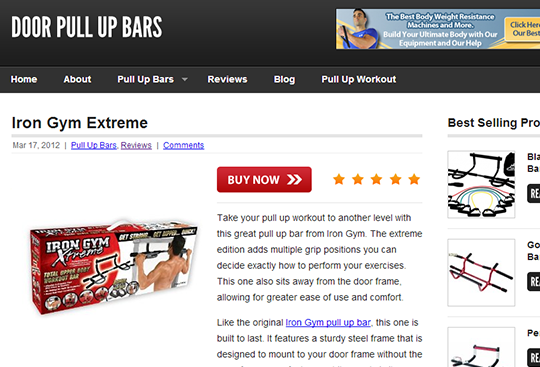 DOOR PULL UP BARS
The Best Body Weight Resistance
Machines and More.
Build Your Ultimate Body with Our
Equipment and Our Help
Click Here
Our Best
Home About Pull Up Bars Reviews Blog Pull Up Workout
Iron Gym Extreme
Mar 17, 2012 | Pull Up Bars, Reviews | Comments
BUY NOW
IRON GYM
Xtreme
TOTAL UPPER BODY
WORKOUT BAR
GET STRONG
QUICK!
Take your pull up workout to another level with
this great pull up bar from Iron Gym. The extreme
edition adds multiple grip positions you can
decide exactly how to perform your exercises.
This one also sits away from the door frame,
allowing for greater ease of use and comfort.
Like the original Iron Gym pull up bar, this one is
built to last. It features a sturdy steel frame that is
designed to mount to your door frame without the
Best Selling Pro
Bla
Ba
REA
Go
Ba
REA
Pe
REA